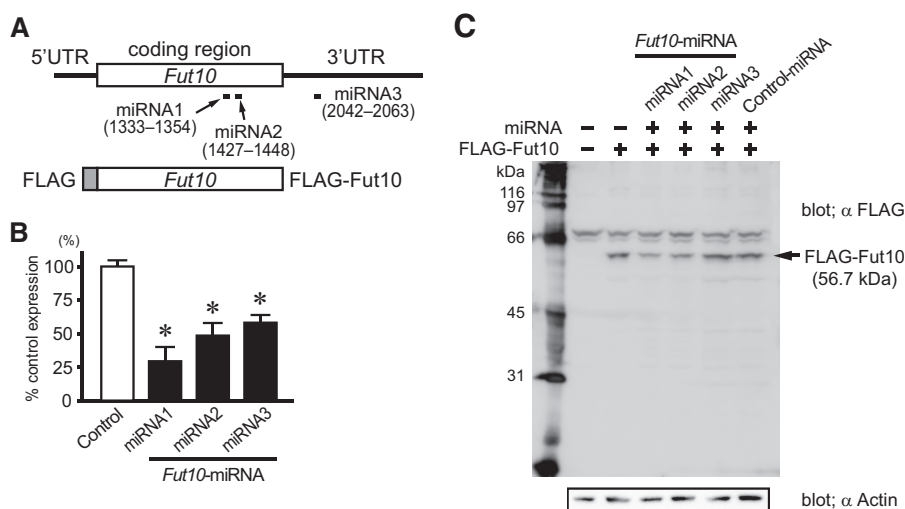 A
5'UTR
coding region
3'UTR
Fut10
miRNA1
(1333–1354)
miRNA2
(1427–1448)
miRNA3
(2042–2063)
FLAG
Fut10
FLAG-Fut10
B
(%)
% control expression
100
75
50
25
0
*
*
*
Control
miRNA1
miRNA2
miRNA3
Fut10-miRNA
C
Fut10-miRNA
miRNA1
miRNA2
miRNA3
Control-miRNA
miRNA – – + + + +
FLAG-Fut10 – + + + + +
kDa
116
97
66
45
31
blot; α FLAG
FLAG-Fut10
(56.7 kDa)
blot; α Actin